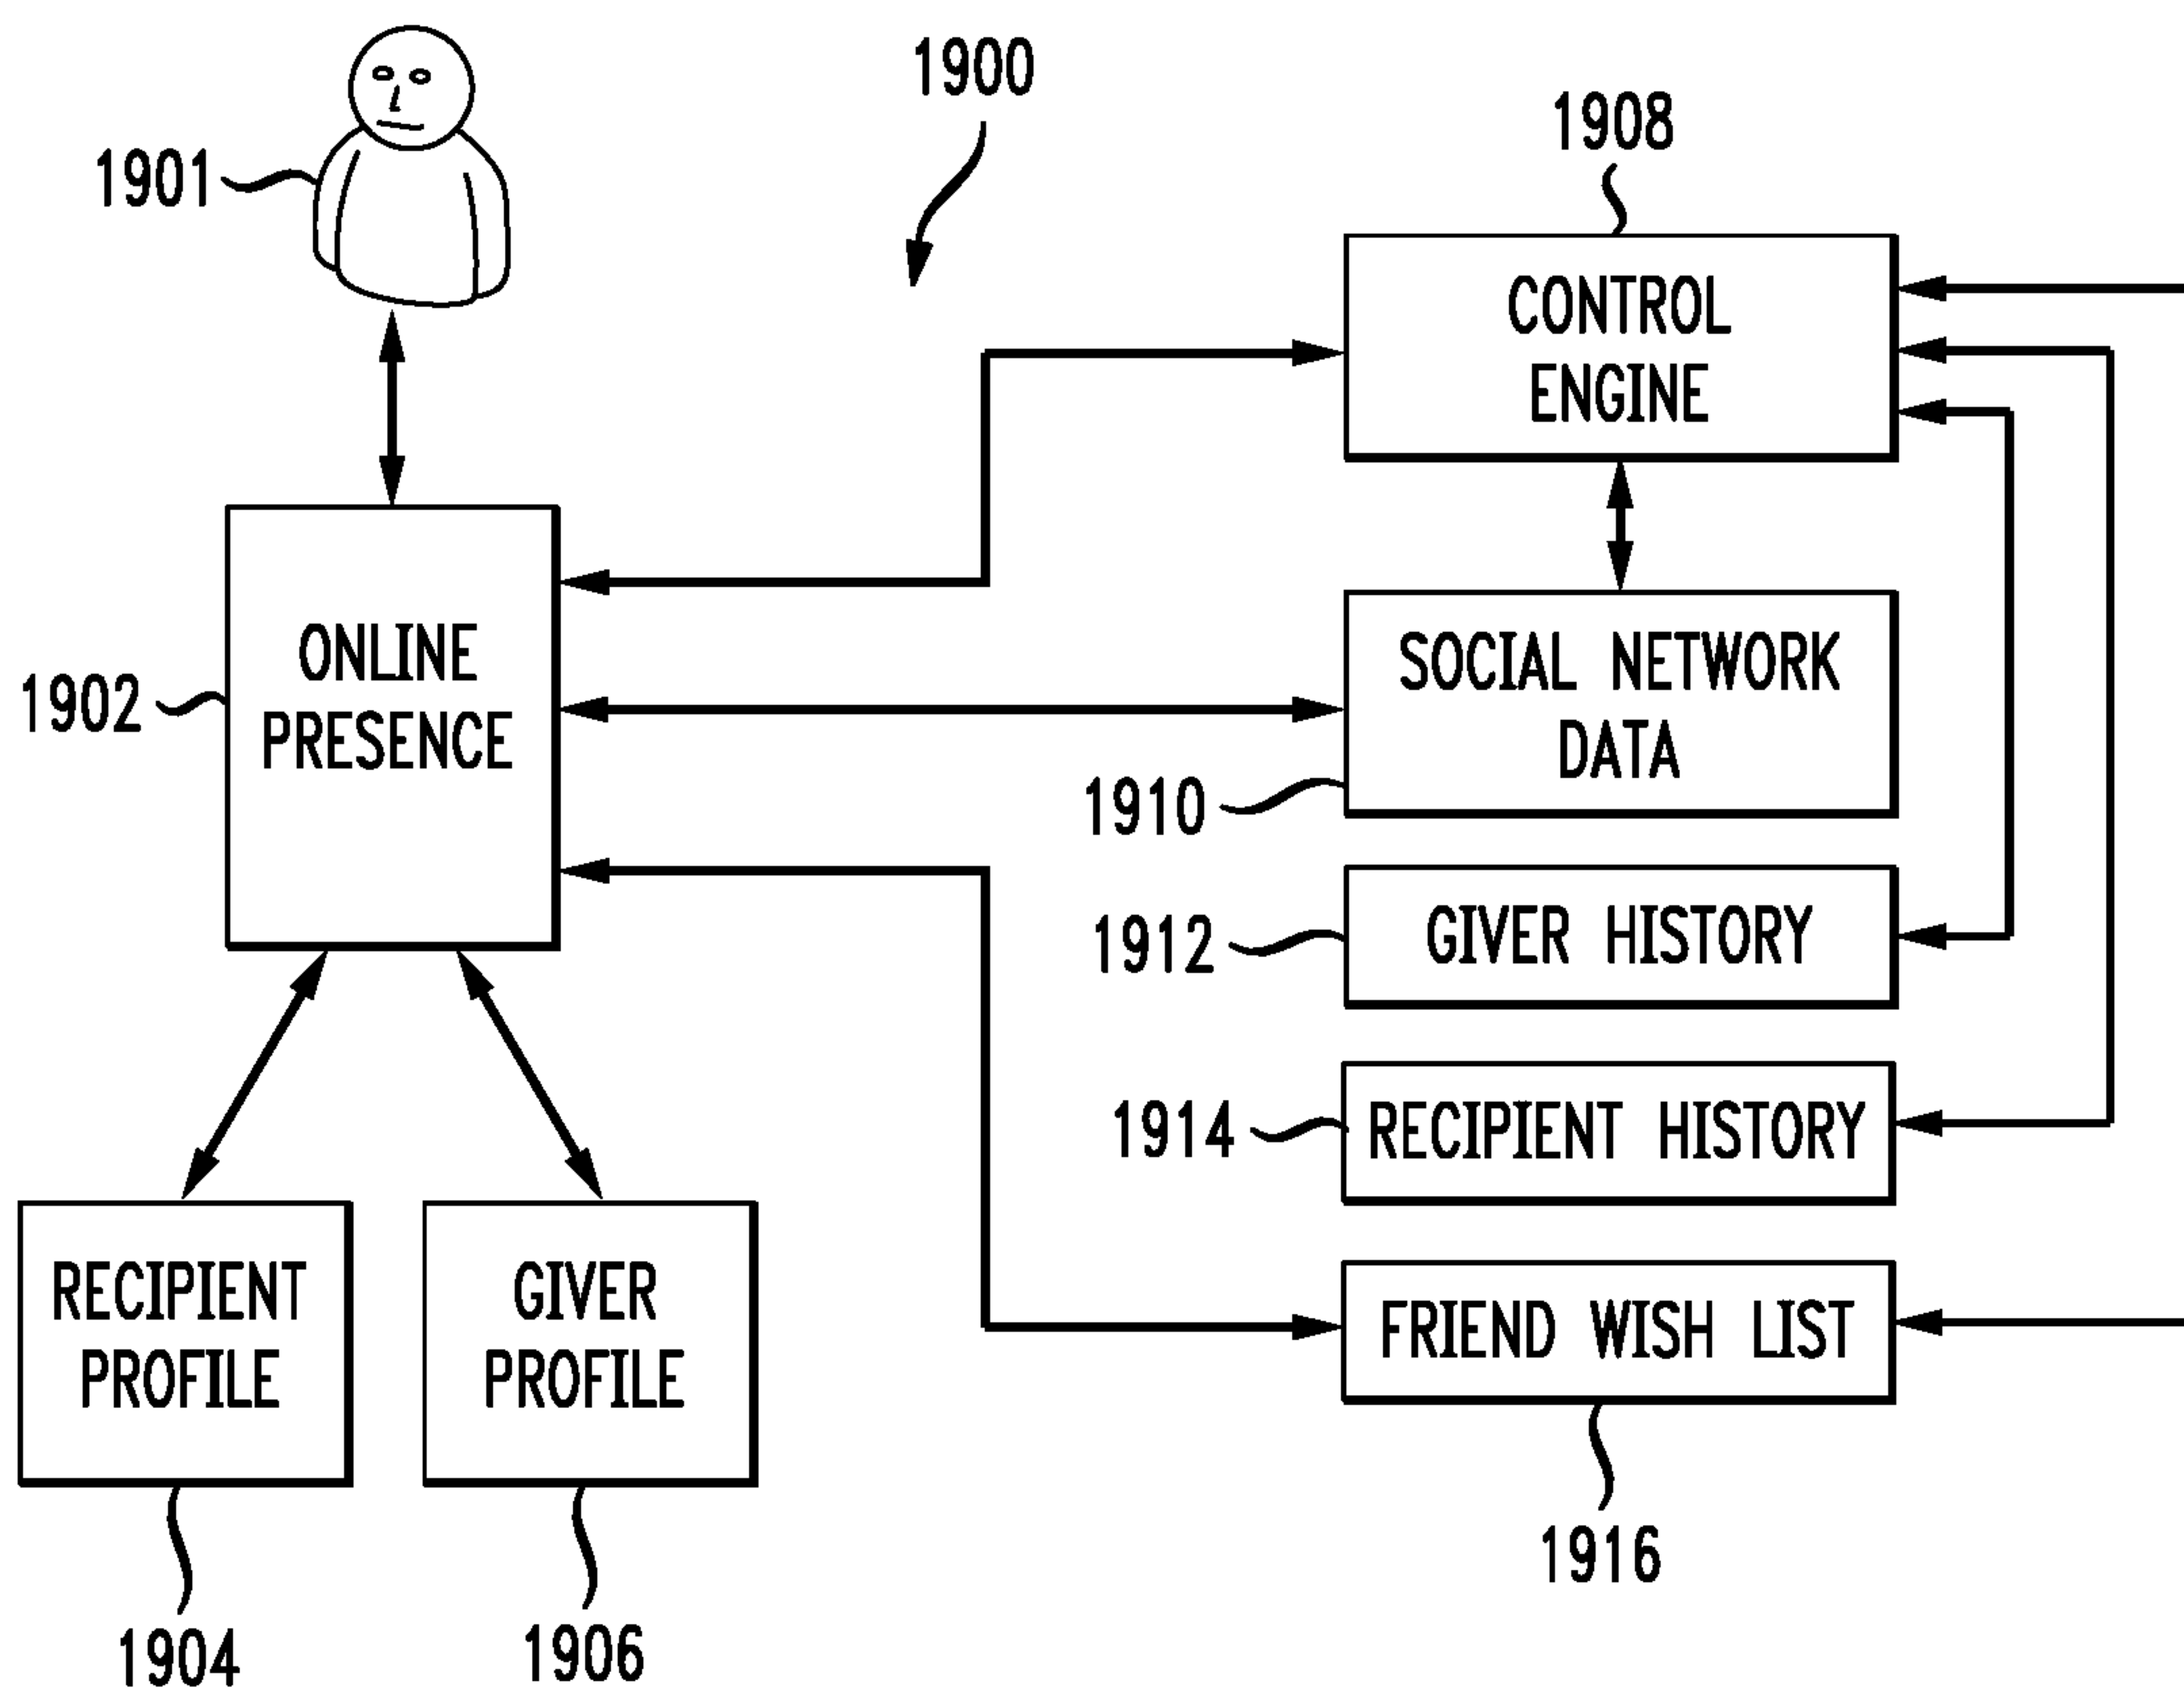 1900
1908
1901
CONTROL
ENGINE
ONLINE
PRESENCE
1902
SOCIAL NETWORK
DATA
1910
GIVER HISTORY
1912
RECIPIENT HISTORY
1914
FRIEND WISH LIST
1916
RECIPIENT
PROFILE
GIVER
PROFILE
1904
1906